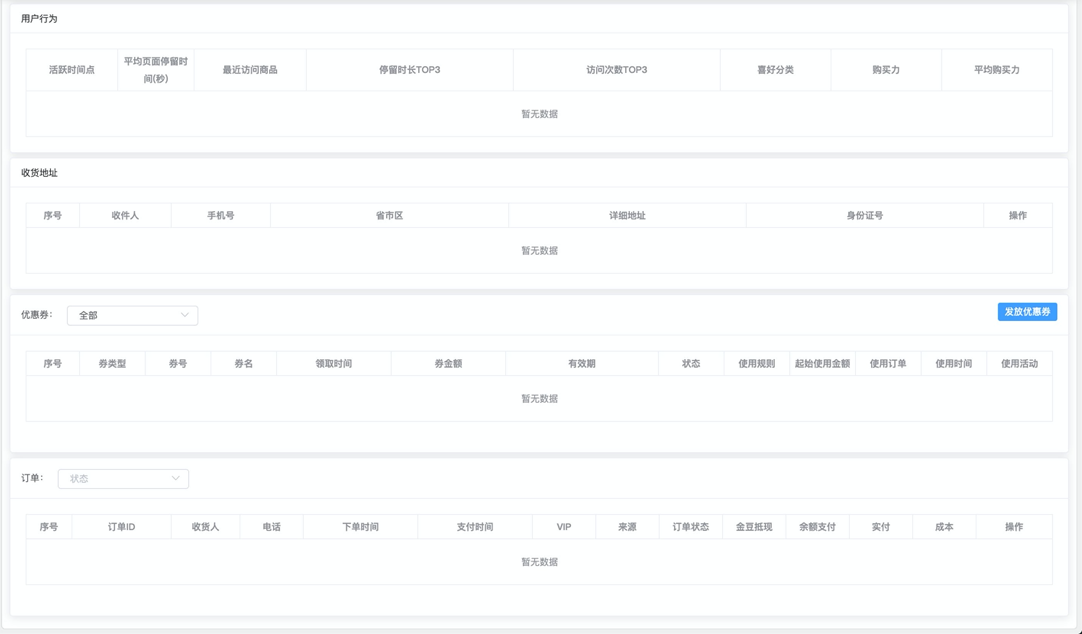 用户行为
活跃时间点 平均页面停留时间(秒) 最近访问商品 停留时长TOP3 访问次数TOP3 喜好分类 购买力 平均购买力
暂无数据
收货地址
序号 收件人 手机号 省市区 详细地址 身份证号 操作
暂无数据
优惠券： 全部 发放优惠券
序号 券类型 券号 券名 领取时间 券金额 有效期 状态 使用规则 起始使用金额 使用订单 使用时间 使用活动
暂无数据
订单： 状态
序号 订单ID 收货人 电话 下单时间 支付时间 VIP 来源 订单状态 金豆抵现 余额支付 实付 成本 操作
暂无数据